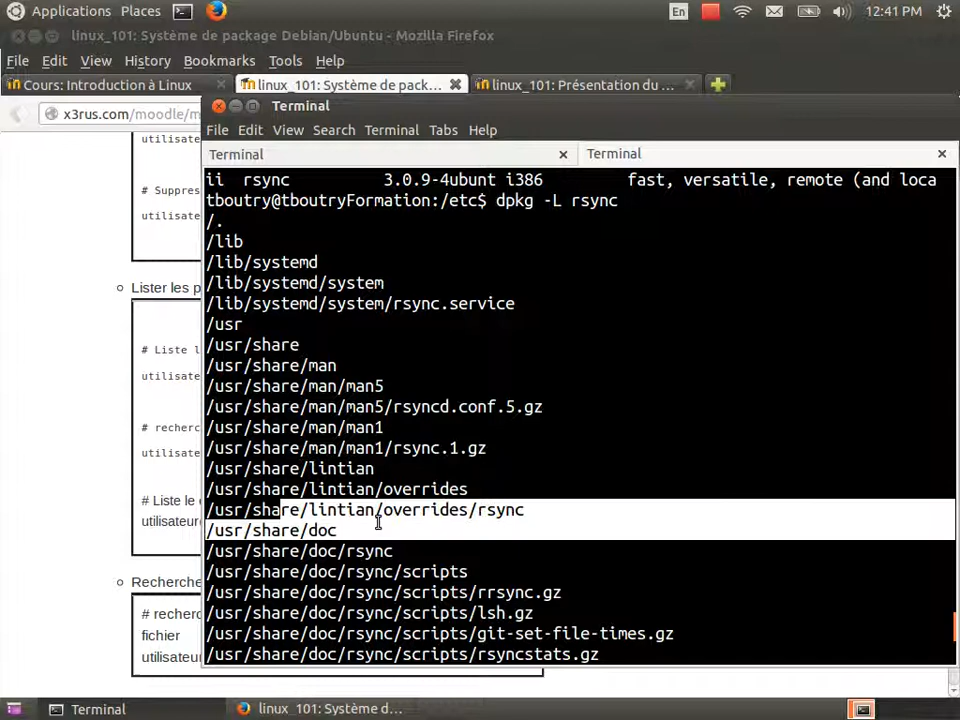 Applications Places En 12:41 PM
linux_101: Système de package Debian/Ubuntu - Mozilla Firefox
File Edit View History Bookmarks Tools Help
Cours: Introduction à Linux linux_101: Système de pack... linux_101: Présentation du ...
x3rus.com/moodle/m
Terminal
File Edit View Search Terminal Tabs Help
Terminal Terminal
utilisate
# Suppres
utilisate
Lister les p
# Liste l
utilisate
# recherc
utilisate
# Liste le c
utilisateur
Recherche
# recherc
fichier
utilisate
ii rsync 3.0.9-4ubunt i386 fast, versatile, remote (and loca
tboutry@tboutryFormation:/etc$ dpkg -L rsync
/.
/lib
/lib/systemd
/lib/systemd/system
/lib/systemd/system/rsync.service
/usr
/usr/share
/usr/share/man
/usr/share/man/man5
/usr/share/man/man5/rsyncd.conf.5.gz
/usr/share/man/man1
/usr/share/man/man1/rsync.1.gz
/usr/share/lintian
/usr/share/lintian/overrides
/usr/share/lintian/overrides/rsync
/usr/share/doc
/usr/share/doc/rsync
/usr/share/doc/rsync/scripts
/usr/share/doc/rsync/scripts/rrsync.gz
/usr/share/doc/rsync/scripts/lsh.gz
/usr/share/doc/rsync/scripts/git-set-file-times.gz
/usr/share/doc/rsync/scripts/rsyncstats.gz
Terminal linux_101: Système d...